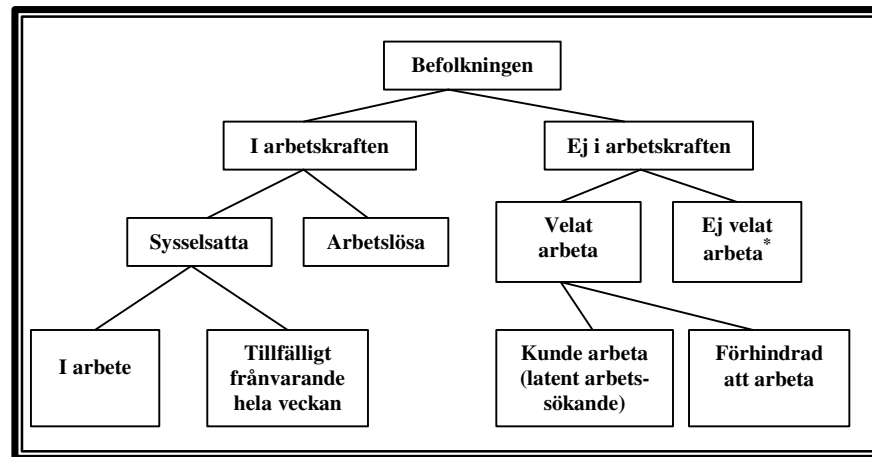 Befolkningen
I arbetskraften
Ej i arbetskraften
Sysselsatta
Arbetslösa
Velat
arbeta
Ej velat
arbeta*
I arbete
Tillfälligt
frånvarande
hela veckan
Kunde arbeta
(latent arbets-
sökande)
Förhindrad
att arbeta